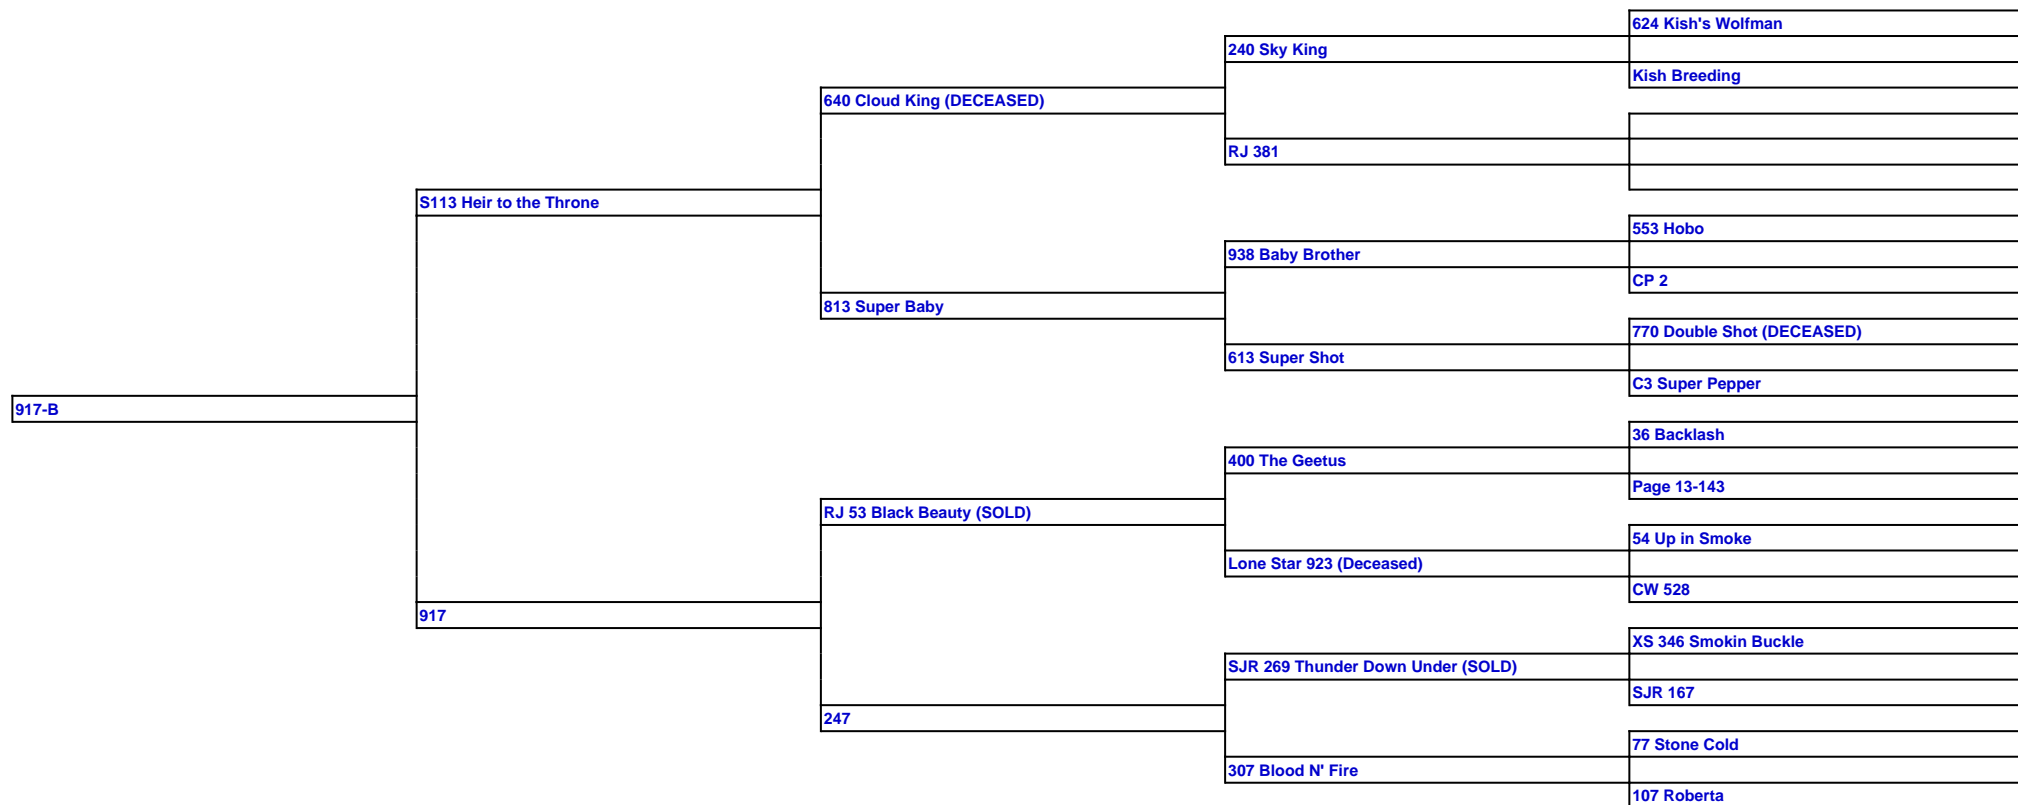 624 Kish's Wolfman
240 Sky King
Kish Breeding
640 Cloud King (DECEASED)
RJ 381
S113 Heir to the Throne
553 Hobo
938 Baby Brother
CP 2
813 Super Baby
770 Double Shot (DECEASED)
613 Super Shot
C3 Super Pepper
917-B
36 Backlash
400 The Geetus
Page 13-143
RJ 53 Black Beauty (SOLD)
54 Up in Smoke
Lone Star 923 (Deceased)
CW 528
917
XS 346 Smokin Buckle
SJR 269 Thunder Down Under (SOLD)
SJR 167
247
77 Stone Cold
307 Blood N' Fire
107 Roberta